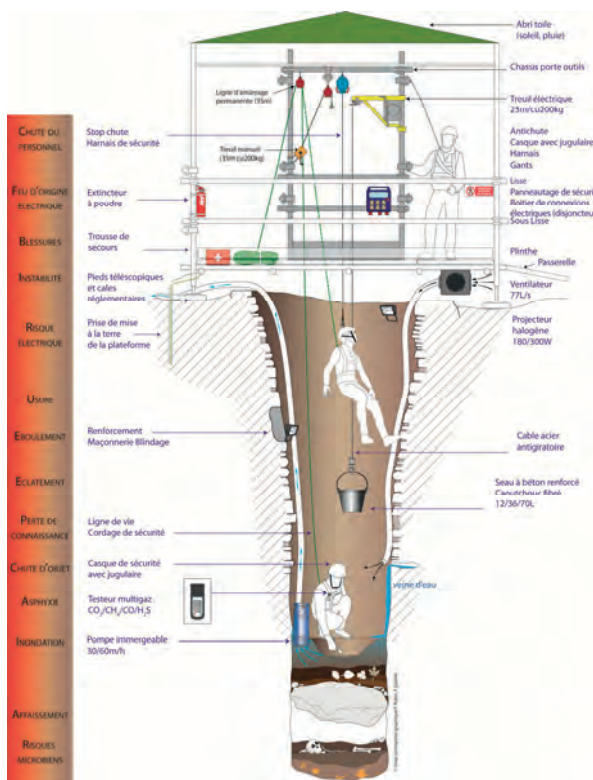 Abri toile
(soleil, pluie)
Chassis porte outils
Ligne d'amarrage
permanente (35m)
Treuil électrique
25m/cu200kg
CHUTE DU
PERSONNEL
Stop chute
Harnais de sécurité
Treuil manuel
(35m cu200kg)
Antichute
Casque avec jugulaire
Harnais
Gants
FEU D'ORIGINE
ÉLECTRIQUE
Extincteur
à poudre
Lisse
Panneautage de sécuri
Boitier de connexions
électriques (disjoncteu
Sous Lisse
BLESSURES
Trousse de
secours
Plinthe
Passerelle
INSTABILITÉ
Pieds téléscopiques
et cales
réglementaires
Ventilateur
77L/s
RISQUE
ÉLECTRIQUE
Prise de mise
à la terre
de la plateforme
Projecteur
halogène
180/300W
USURE
EBOULEMENT
Renforcement
Maçonnerie Blindage
Cable acier
antigiratoire
ECLATEMENT
Seau à béton renforcé
Caoutchouc fibré
12/36/70L
PERTE DE
CONNAISSANCE
Ligne de vie
Cordage de sécurité
CHUTE D'OBJET
Casque de sécurité
avec jugulaire
veine d'eau
ASPHYXIE
Testeur multigaz
CO₂/CH₄/CO/H₂S
INONDATION
Pompe immergeable
30/60m/h
AFFAISSEMENT
RISQUES
MICROBIENS